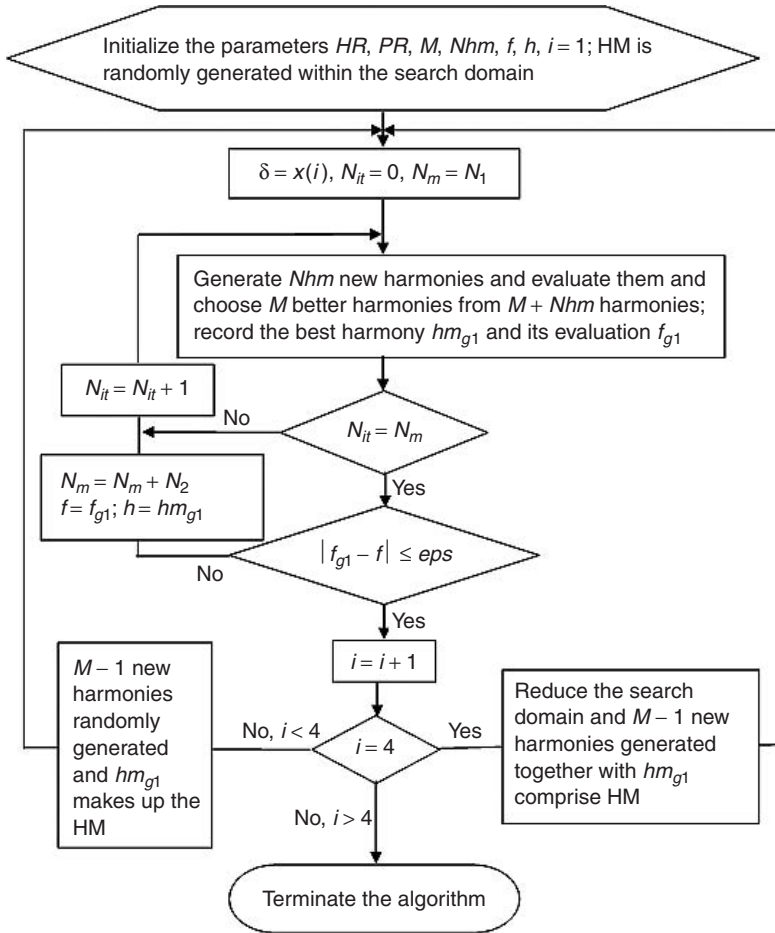 Initialize the parameters HR, PR, M, Nhm, f, h, i = 1; HM is
randomly generated within the search domain
δ = x(i), N_it = 0, N_m = N_1
Generate Nhm new harmonies and evaluate them and
choose M better harmonies from M + Nhm harmonies;
record the best harmony hm_g1 and its evaluation f_g1
N_it = N_it + 1
No
N_it = N_m
N_m = N_m + N_2
f = f_g1; h = hm_g1
Yes
|f_g1 − f| ≤ eps
No
Yes
i = i + 1
M − 1 new
harmonies
randomly
generated
and hm_g1
makes up the
HM
No, i < 4
i = 4
Yes
Reduce the search
domain and M − 1 new
harmonies generated
together with hm_g1
comprise HM
No, i > 4
Terminate the algorithm